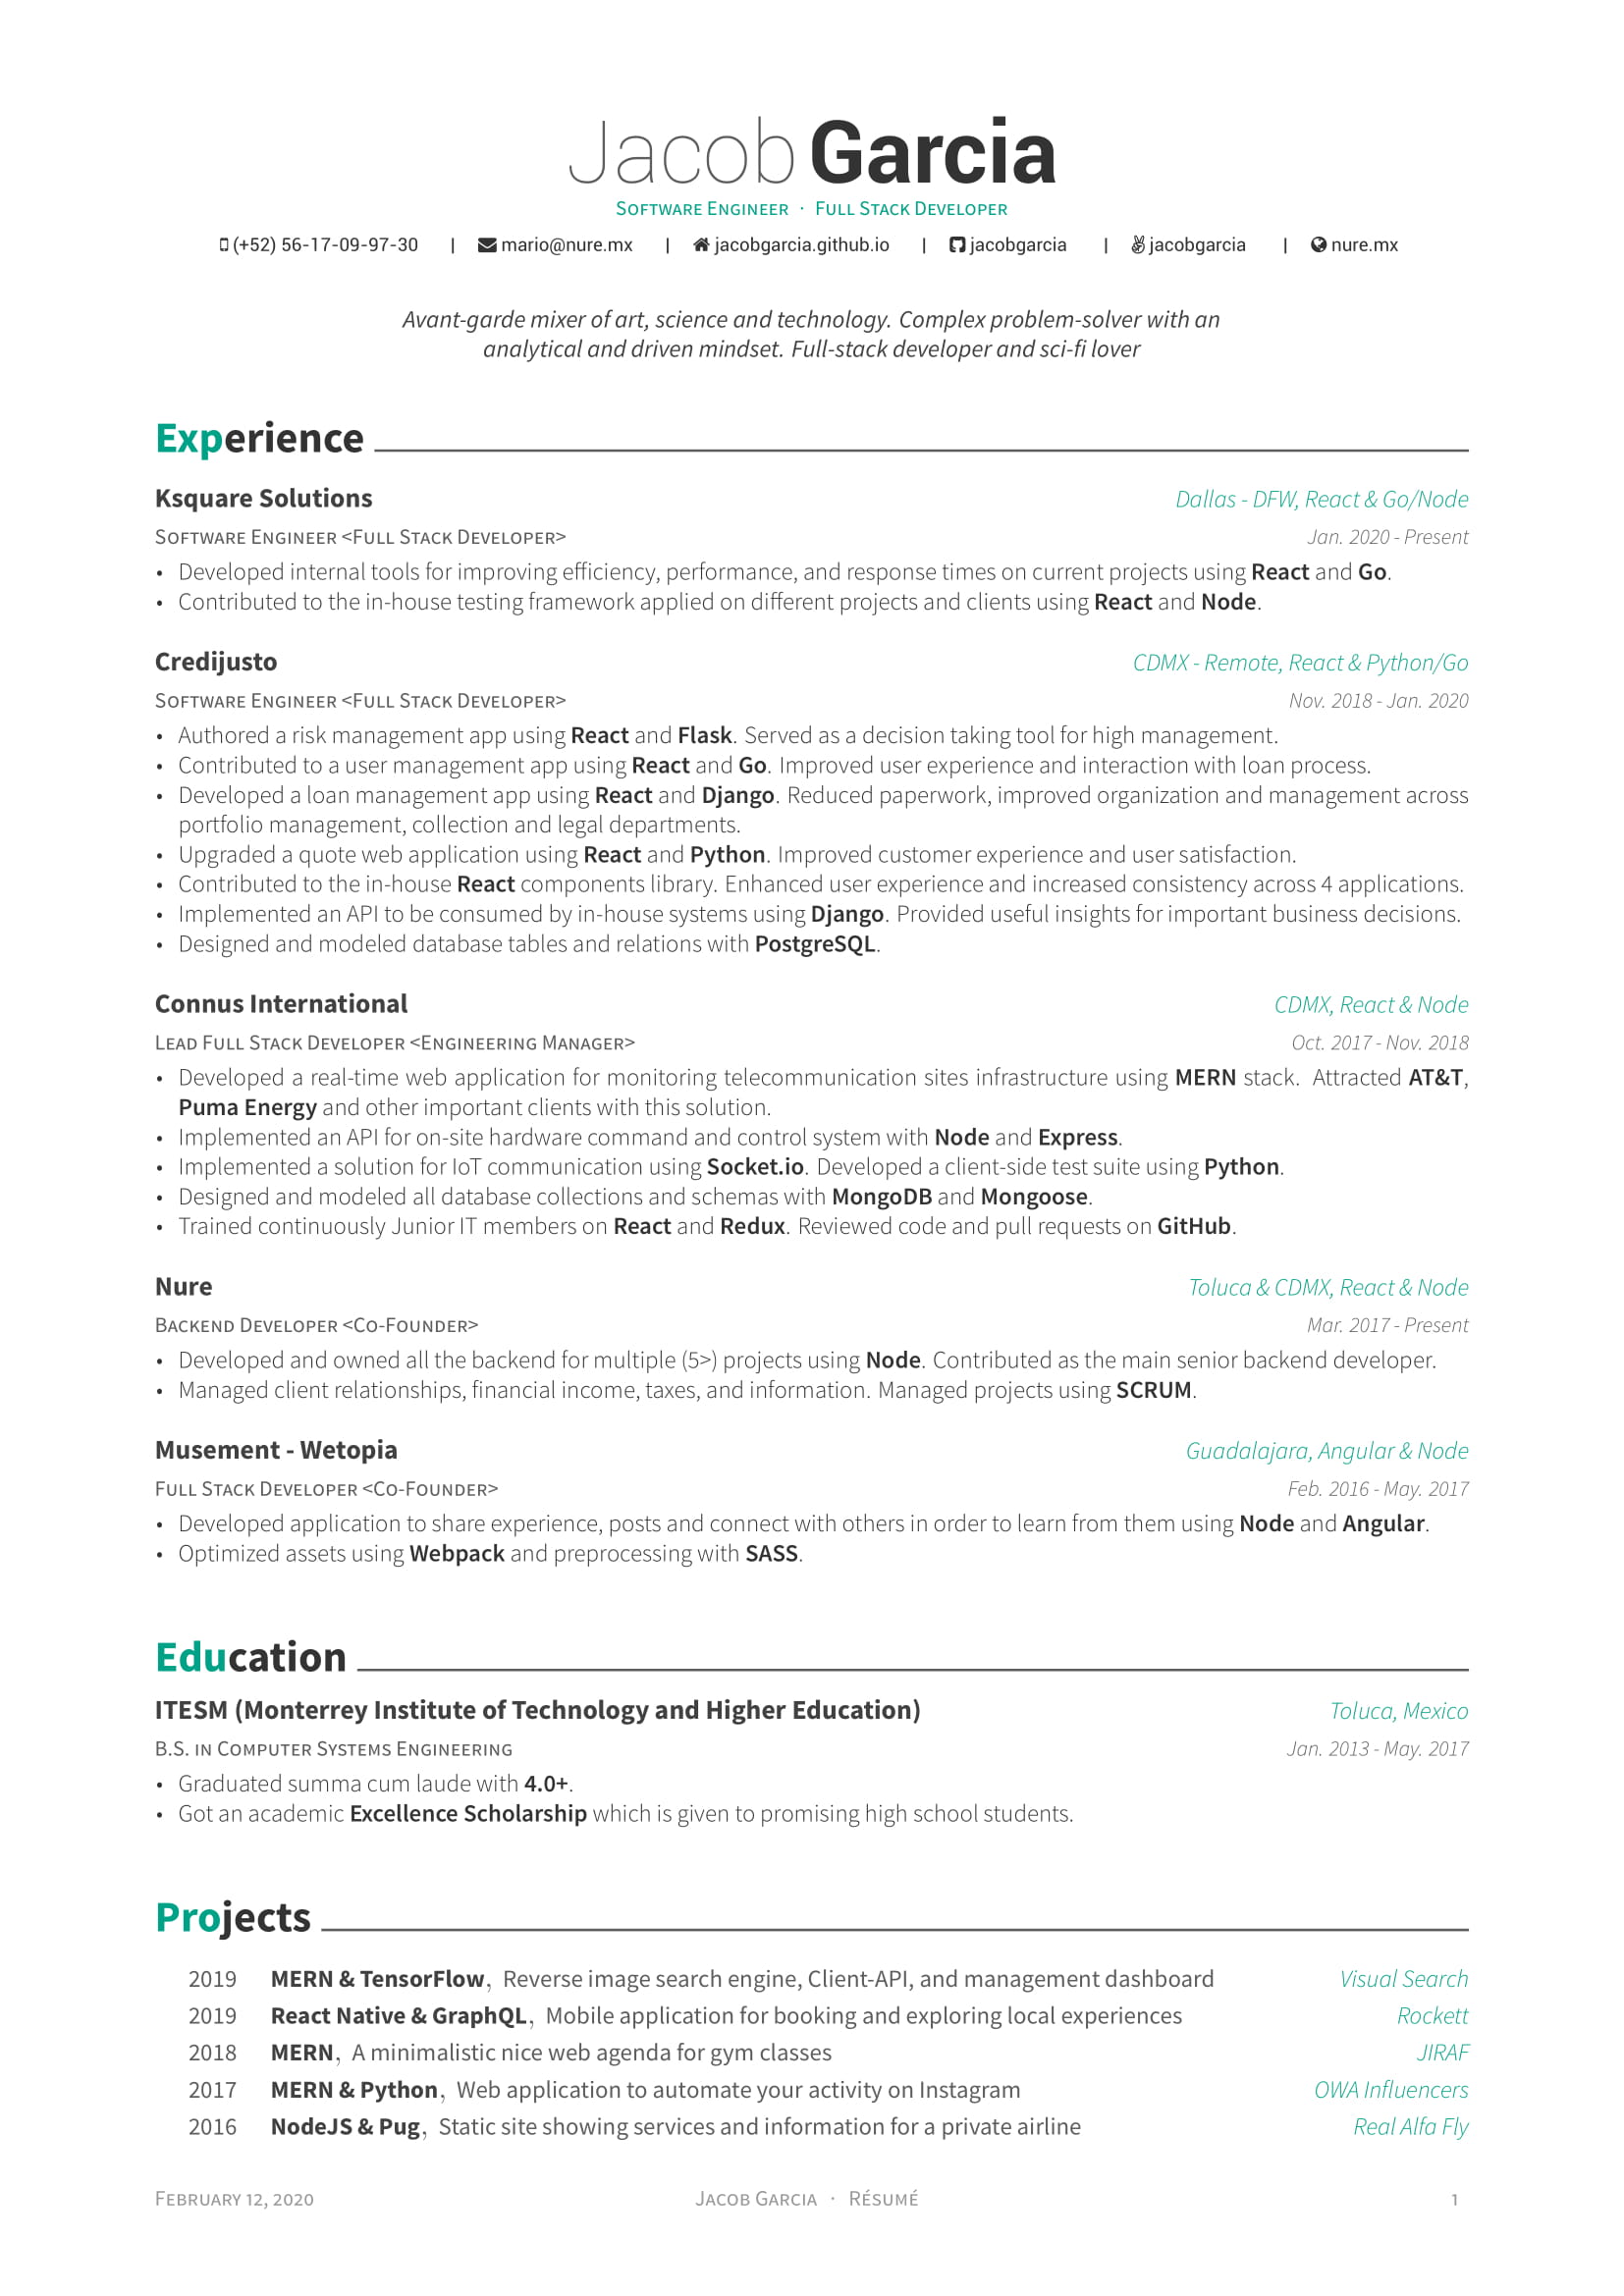 Jacob Garcia
Software Engineer · Full Stack Developer
(+52) 56-17-09-97-30 | mario@nure.mx | jacobgarcia.github.io | jacobgarcia | jacobgarcia | nure.mx
Avant-garde mixer of art, science and technology. Complex problem-solver with an
analytical and driven mindset. Full-stack developer and sci-fi lover
Experience
Ksquare Solutions Dallas - DFW, React & Go/Node
Software Engineer <Full Stack Developer> Jan. 2020 - Present
• Developed internal tools for improving efficiency, performance, and response times on current projects using React and Go.
• Contributed to the in-house testing framework applied on different projects and clients using React and Node.
Credijusto CDMX - Remote, React & Python/Go
Software Engineer <Full Stack Developer> Nov. 2018 - Jan. 2020
• Authored a risk management app using React and Flask. Served as a decision taking tool for high management.
• Contributed to a user management app using React and Go. Improved user experience and interaction with loan process.
• Developed a loan management app using React and Django. Reduced paperwork, improved organization and management across
portfolio management, collection and legal departments.
• Upgraded a quote web application using React and Python. Improved customer experience and user satisfaction.
• Contributed to the in-house React components library. Enhanced user experience and increased consistency across 4 applications.
• Implemented an API to be consumed by in-house systems using Django. Provided useful insights for important business decisions.
• Designed and modeled database tables and relations with PostgreSQL.
Connus International CDMX, React & Node
Lead Full Stack Developer <Engineering Manager> Oct. 2017 - Nov. 2018
• Developed a real-time web application for monitoring telecommunication sites infrastructure using MERN stack. Attracted AT&T,
Puma Energy and other important clients with this solution.
• Implemented an API for on-site hardware command and control system with Node and Express.
• Implemented a solution for IoT communication using Socket.io. Developed a client-side test suite using Python.
• Designed and modeled all database collections and schemas with MongoDB and Mongoose.
• Trained continuously Junior IT members on React and Redux. Reviewed code and pull requests on GitHub.
Nure Toluca & CDMX, React & Node
Backend Developer <Co-Founder> Mar. 2017 - Present
• Developed and owned all the backend for multiple (5>) projects using Node. Contributed as the main senior backend developer.
• Managed client relationships, financial income, taxes, and information. Managed projects using SCRUM.
Musement - Wetopia Guadalajara, Angular & Node
Full Stack Developer <Co-Founder> Feb. 2016 - May. 2017
• Developed application to share experience, posts and connect with others in order to learn from them using Node and Angular.
• Optimized assets using Webpack and preprocessing with SASS.
Education
ITESM (Monterrey Institute of Technology and Higher Education) Toluca, Mexico
B.S. in Computer Systems Engineering Jan. 2013 - May. 2017
• Graduated summa cum laude with 4.0+.
• Got an academic Excellence Scholarship which is given to promising high school students.
Projects
2019 MERN & TensorFlow, Reverse image search engine, Client-API, and management dashboard Visual Search
2019 React Native & GraphQL, Mobile application for booking and exploring local experiences Rockett
2018 MERN, A minimalistic nice web agenda for gym classes JIRAF
2017 MERN & Python, Web application to automate your activity on Instagram OWA Influencers
2016 NodeJS & Pug, Static site showing services and information for a private airline Real Alfa Fly
February 12, 2020 Jacob Garcia · Résumé 1